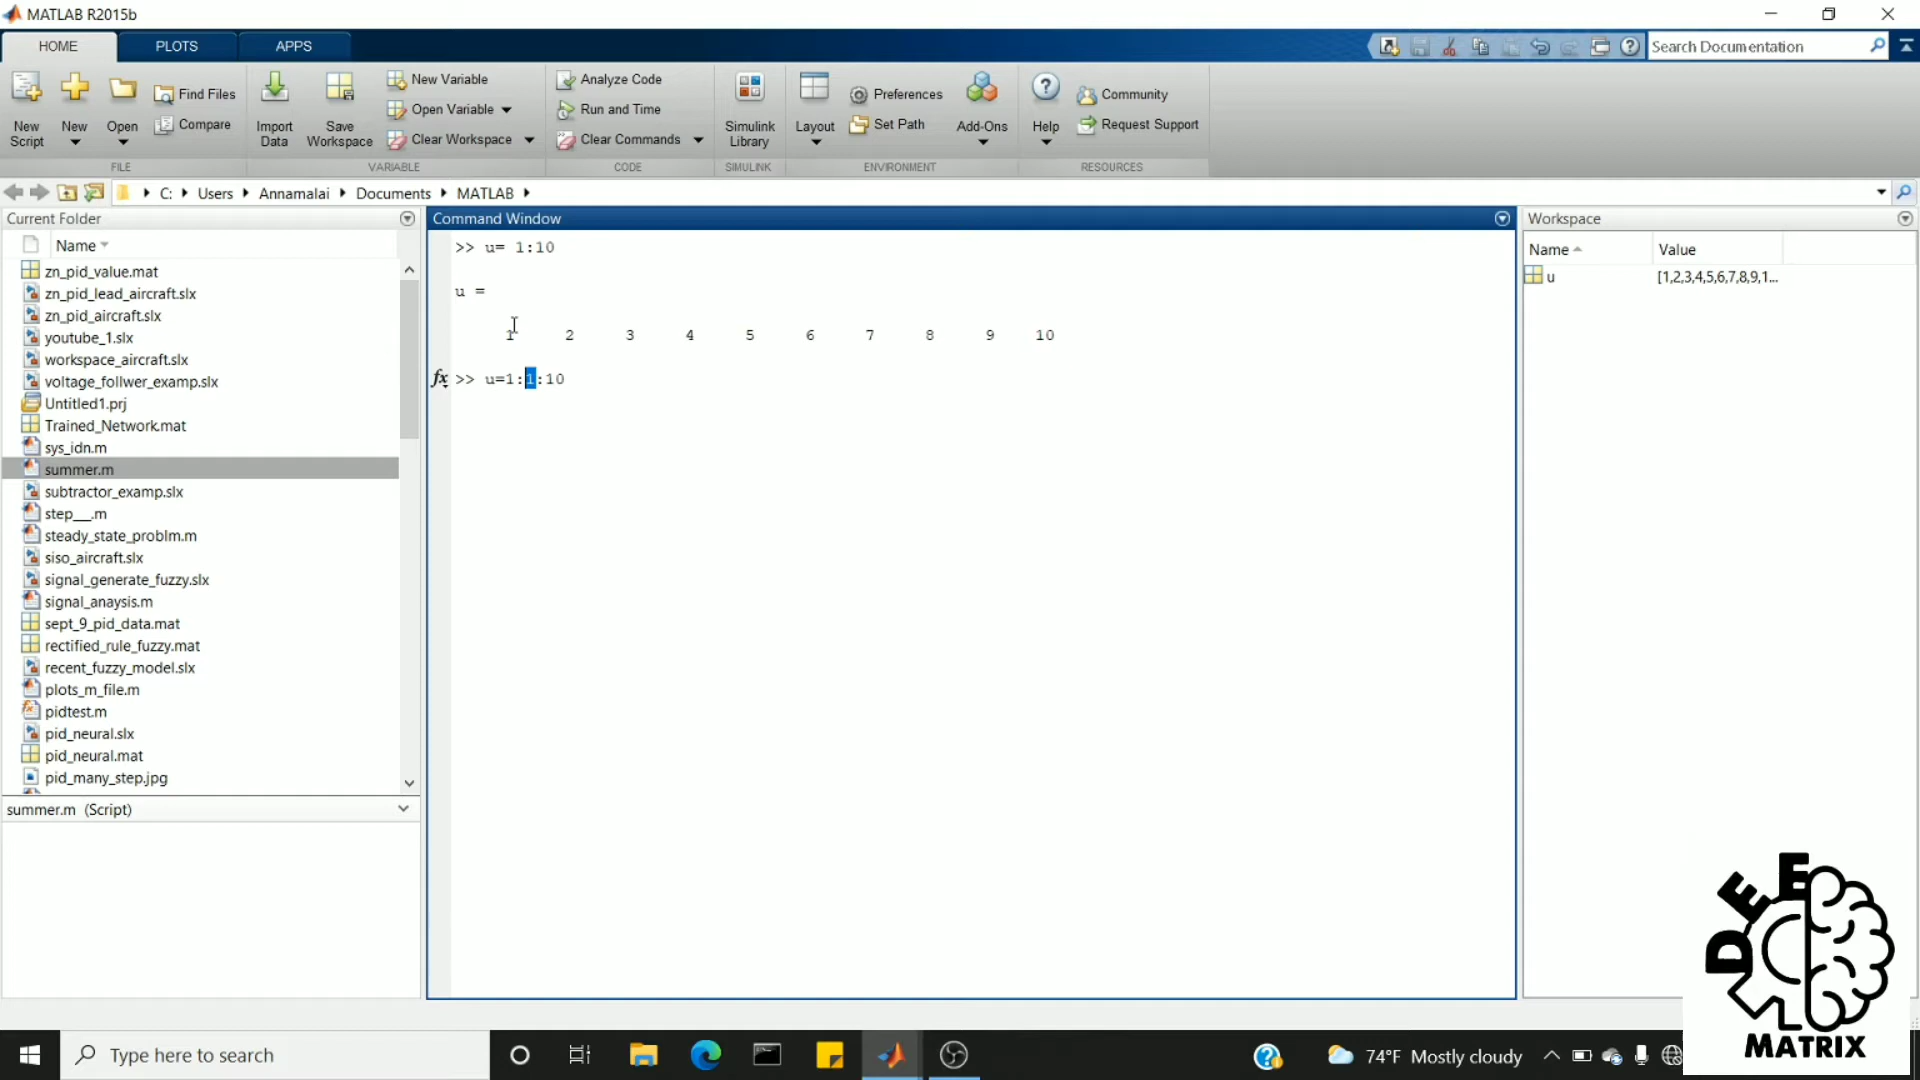 MATLAB R2015b
HOME
PLOTS
APPS
Search Documentation
New Script
New
Open
Find Files
Compare
FILE
Import Data
Save Workspace
New Variable
Open Variable
Clear Workspace
VARIABLE
Analyze Code
Run and Time
Clear Commands
CODE
Simulink Library
SIMULINK
Layout
Preferences
Set Path
Add-Ons
ENVIRONMENT
Help
Community
Request Support
RESOURCES
C: Users Annamalai Documents MATLAB
Current Folder
Name
zn_pid_value.mat
zn_pid_lead_aircraft.slx
zn_pid_aircraft.slx
youtube_1.slx
workspace_aircraft.slx
voltage_follwer_examp.slx
Untitled1.prj
Trained_Network.mat
sys_idn.m
summer.m
subtractor_examp.slx
step__.m
steady_state_problm.m
siso_aircraft.slx
signal_generate_fuzzy.slx
signal_anaysis.m
sept_9_pid_data.mat
rectified_rule_fuzzy.mat
recent_fuzzy_model.slx
plots_m_file.m
pidtest.m
pid_neural.slx
pid_neural.mat
pid_many_step.jpg
summer.m (Script)
Command Window
>> u= 1:10
u =
1 2 3 4 5 6 7 8 9 10
fx >> u=1:1:10
Workspace
Name Value
u [1,2,3,4,5,6,7,8,9,1...
DEE
MATRIX
Type here to search
74°F Mostly cloudy